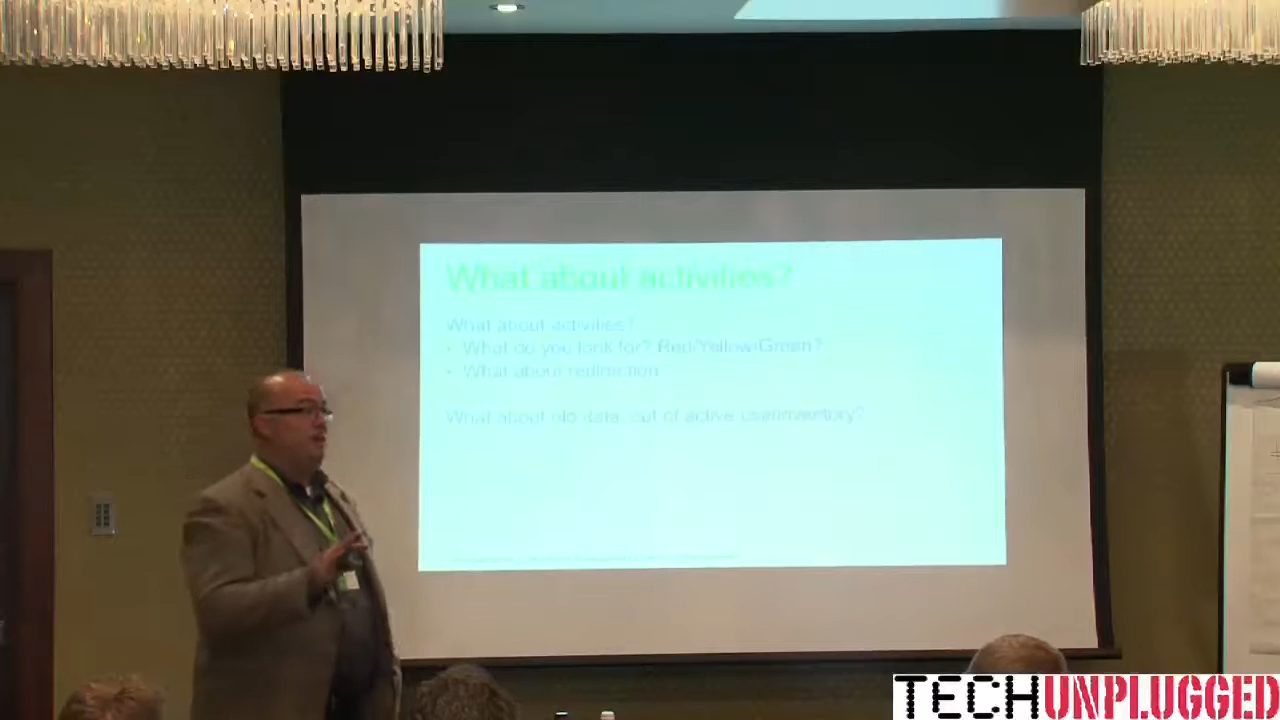 What about activities?
What about activities?
• What do you look for? Red/Yellow/Green?
• What about redirection
What about old data, out of active use/inventory?
TECHUNPLUGGED